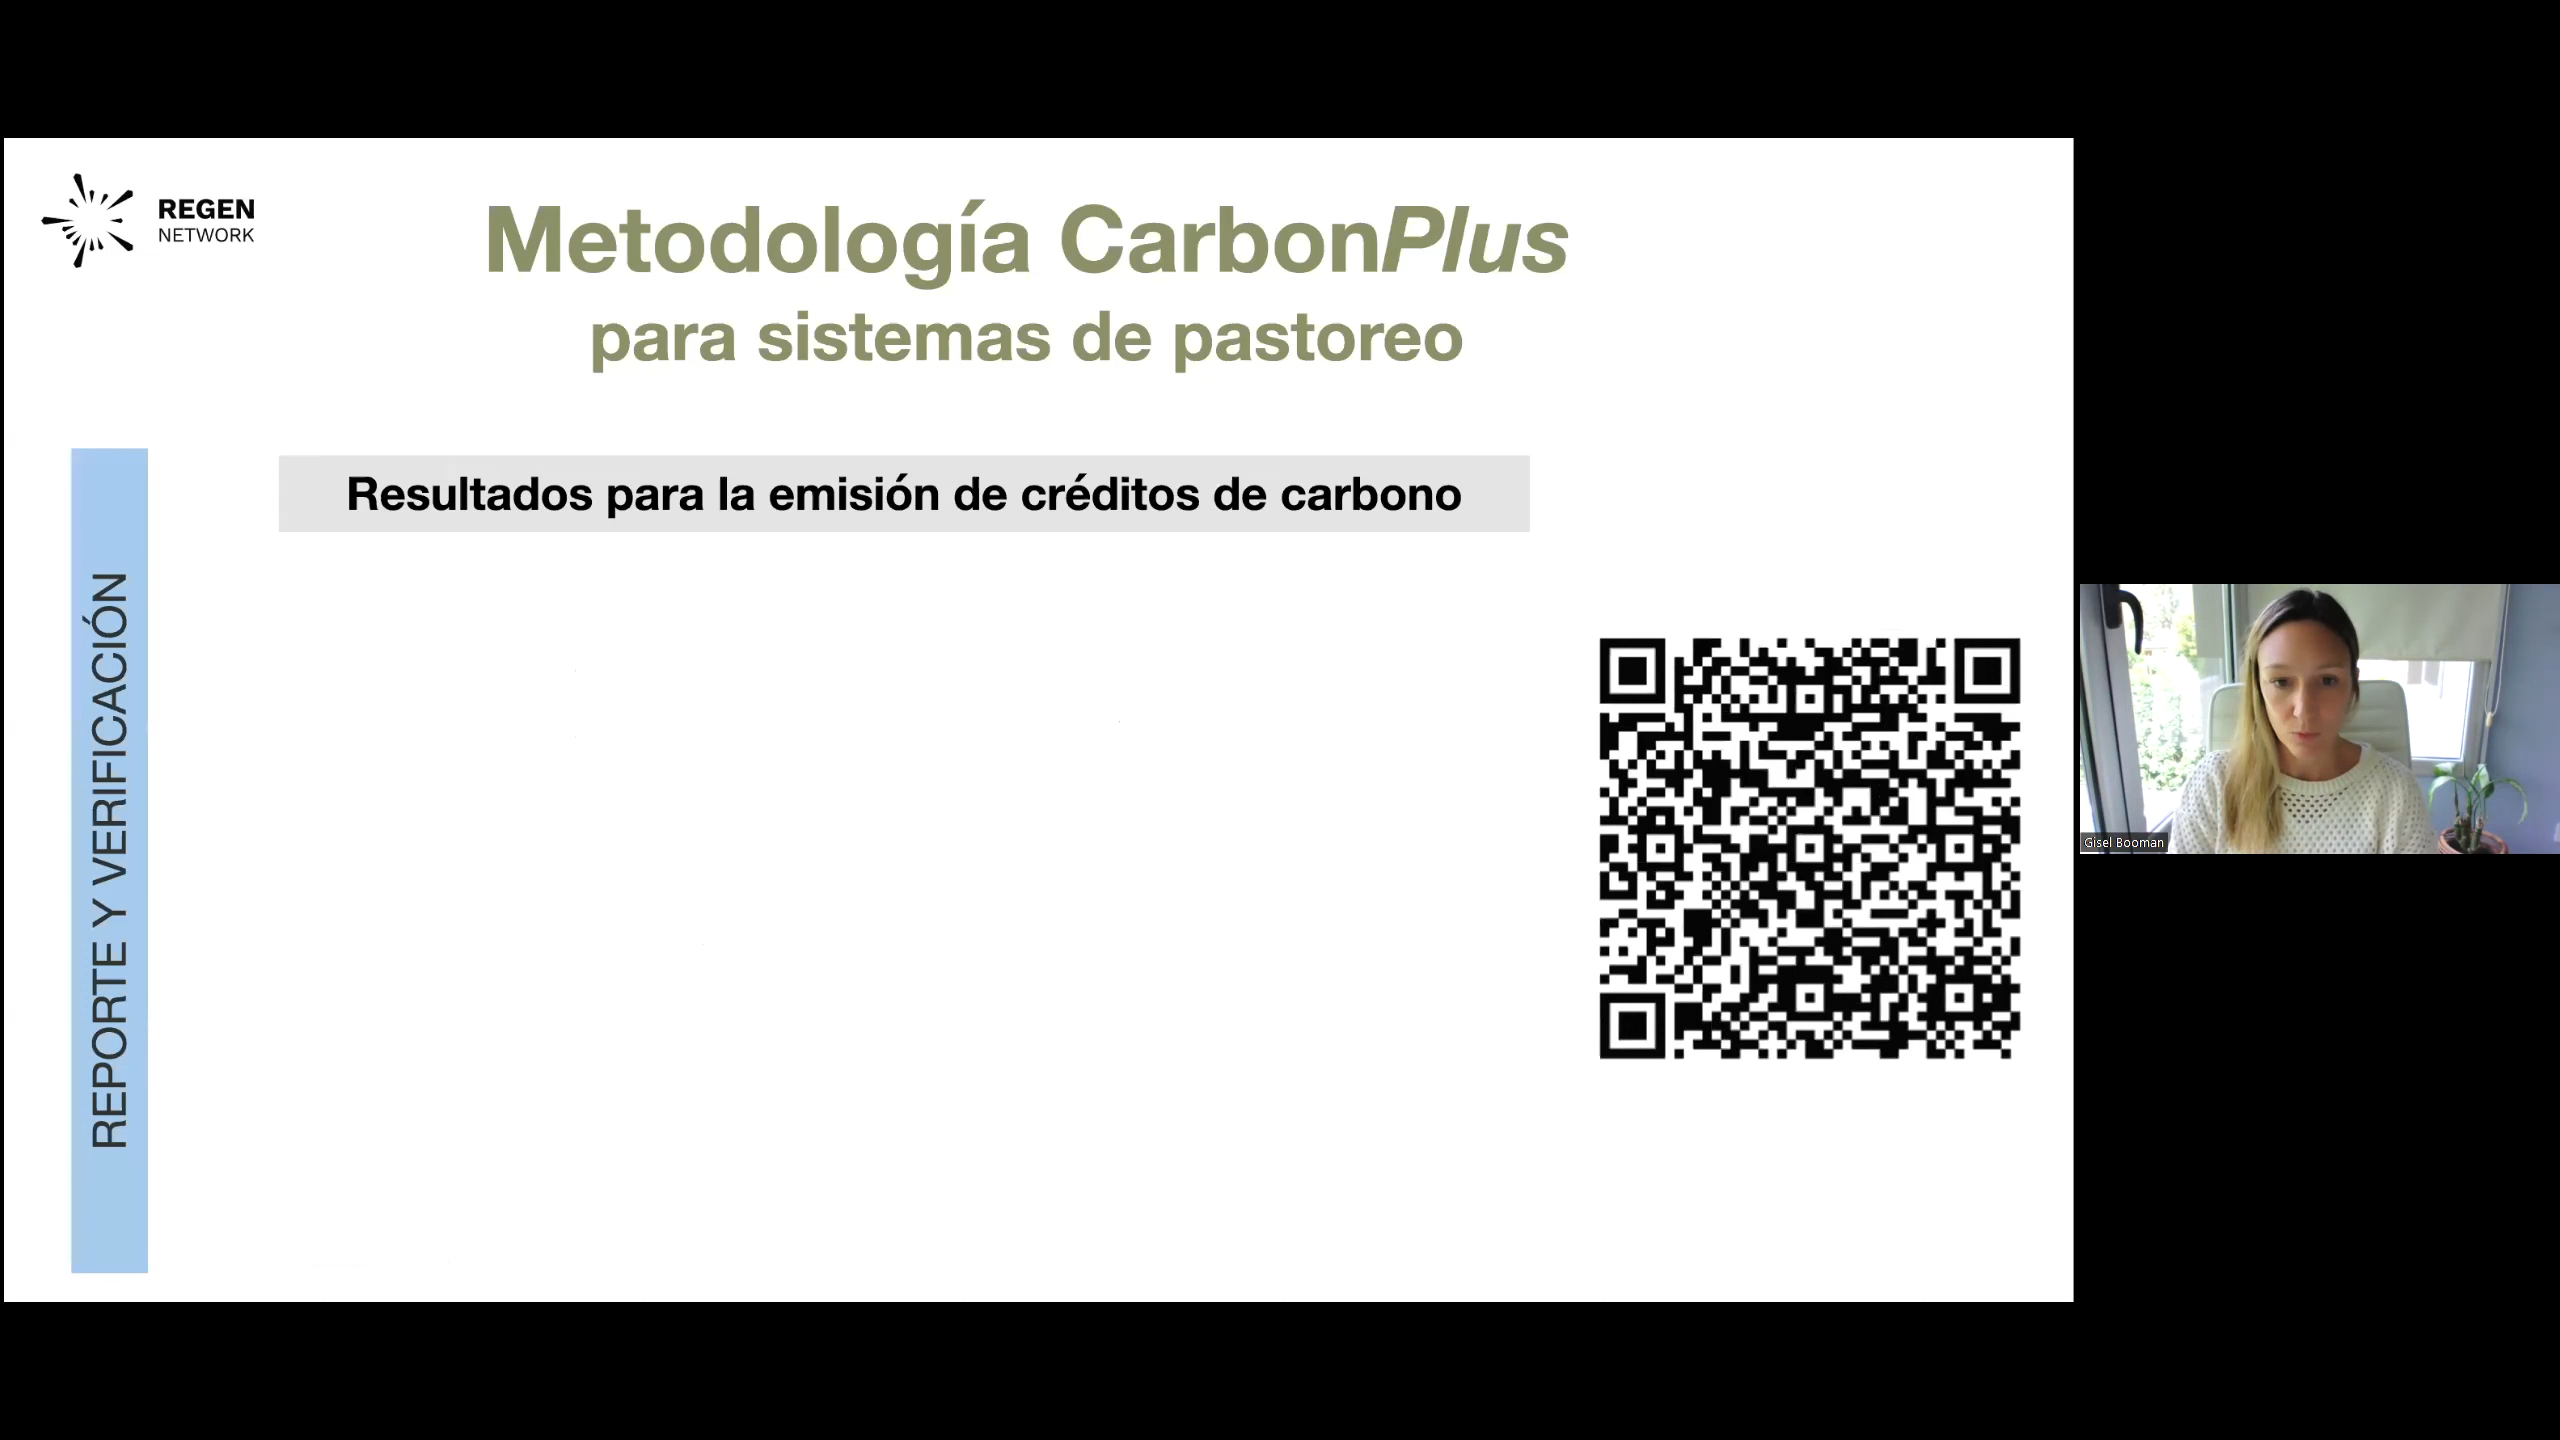 REGEN
NETWORK
Metodología CarbonPlus
para sistemas de pastoreo
Resultados para la emisión de créditos de carbono
REPORTE Y VERIFICACIÓN
Gisel Booman